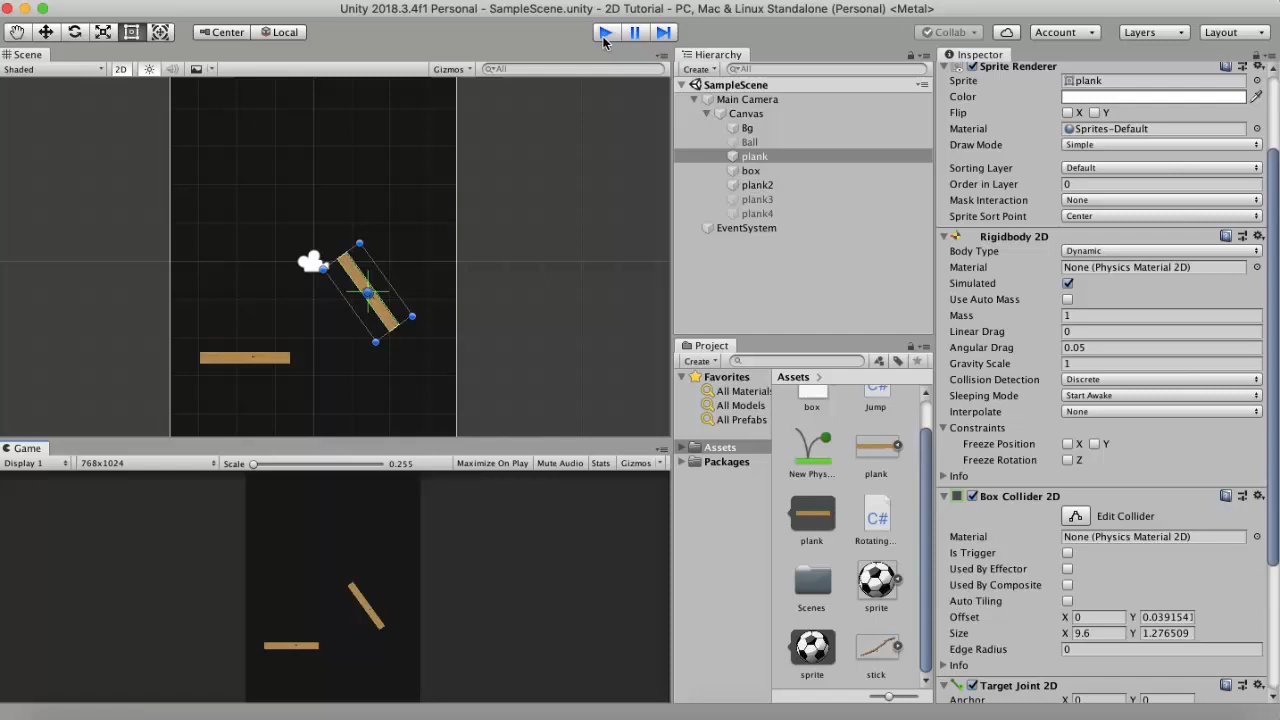 Unity 2018.3.4f1 Personal - SampleScene.unity - 2D Tutorial - PC, Mac & Linux Standalone (Personal) <Metal>
Center Local Collab Account Layers Layout
Scene
Shaded 2D Gizmos All
Hierarchy
Create All
SampleScene
Main Camera
Canvas
Bg
Ball
plank
box
plank2
plank3
plank4
EventSystem
Project
Create
Favorites
All Materials
All Models
All Prefabs
Assets
Packages
Assets
box Jump
New Phys... plank
plank Rotating...
Scenes sprite
sprite stick
Game
Display 1 768x1024 Scale 0.255 Maximize On Play Mute Audio Stats Gizmos
Inspector
Sprite Renderer
Sprite plank
Color
Flip X Y
Material Sprites-Default
Draw Mode Simple
Sorting Layer Default
Order in Layer 0
Mask Interaction None
Sprite Sort Point Center
Rigidbody 2D
Body Type Dynamic
Material None (Physics Material 2D)
Simulated
Use Auto Mass
Mass 1
Linear Drag 0
Angular Drag 0.05
Gravity Scale 1
Collision Detection Discrete
Sleeping Mode Start Awake
Interpolate None
Constraints
Freeze Position X Y
Freeze Rotation Z
Info
Box Collider 2D
Edit Collider
Material None (Physics Material 2D)
Is Trigger
Used By Effector
Used By Composite
Auto Tiling
Offset X 0 Y 0.0391541
Size X 9.6 Y 1.276509
Edge Radius 0
Info
Target Joint 2D
Anchor X 0 Y 0